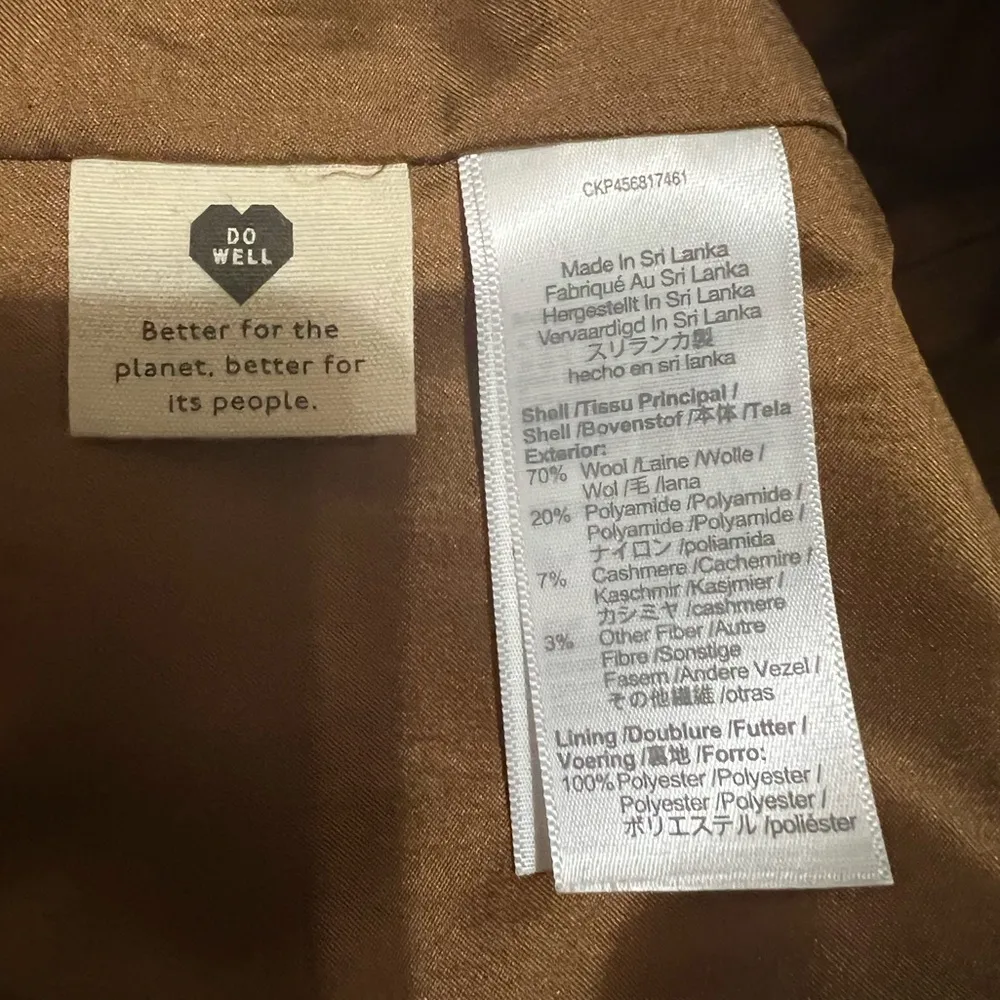 DO
WELL
Better for the
planet, better for
its people.
CKP456817461
Made In Sri Lanka
Fabriqué Au Sri Lanka
Hergestellt In Sri Lanka
Vervaardigd In Sri Lanka
スリランカ製
hecho en sri lanka
Shell /Tissu Principal /
Shell /Bovenstof /本体 /Tela
Exterior:
70% Wool /Laine /Wolle /
Wol /毛 /lana
20% Polyamide /Polyamide /
Polyamide /Polyamide /
ナイロン /poliamida
7% Cashmere /Cachemire /
Kaschmir /Kasjmier /
カシミヤ /cashmere
3% Other Fiber /Autre
Fibre /Sonstige
Fasern /Andere Vezel /
その他繊維 /otras
Lining /Doublure /Futter /
Voering /裏地 /Forro:
100% Polyester /Polyester /
Polyester /Polyester /
ポリエステル /poliéster